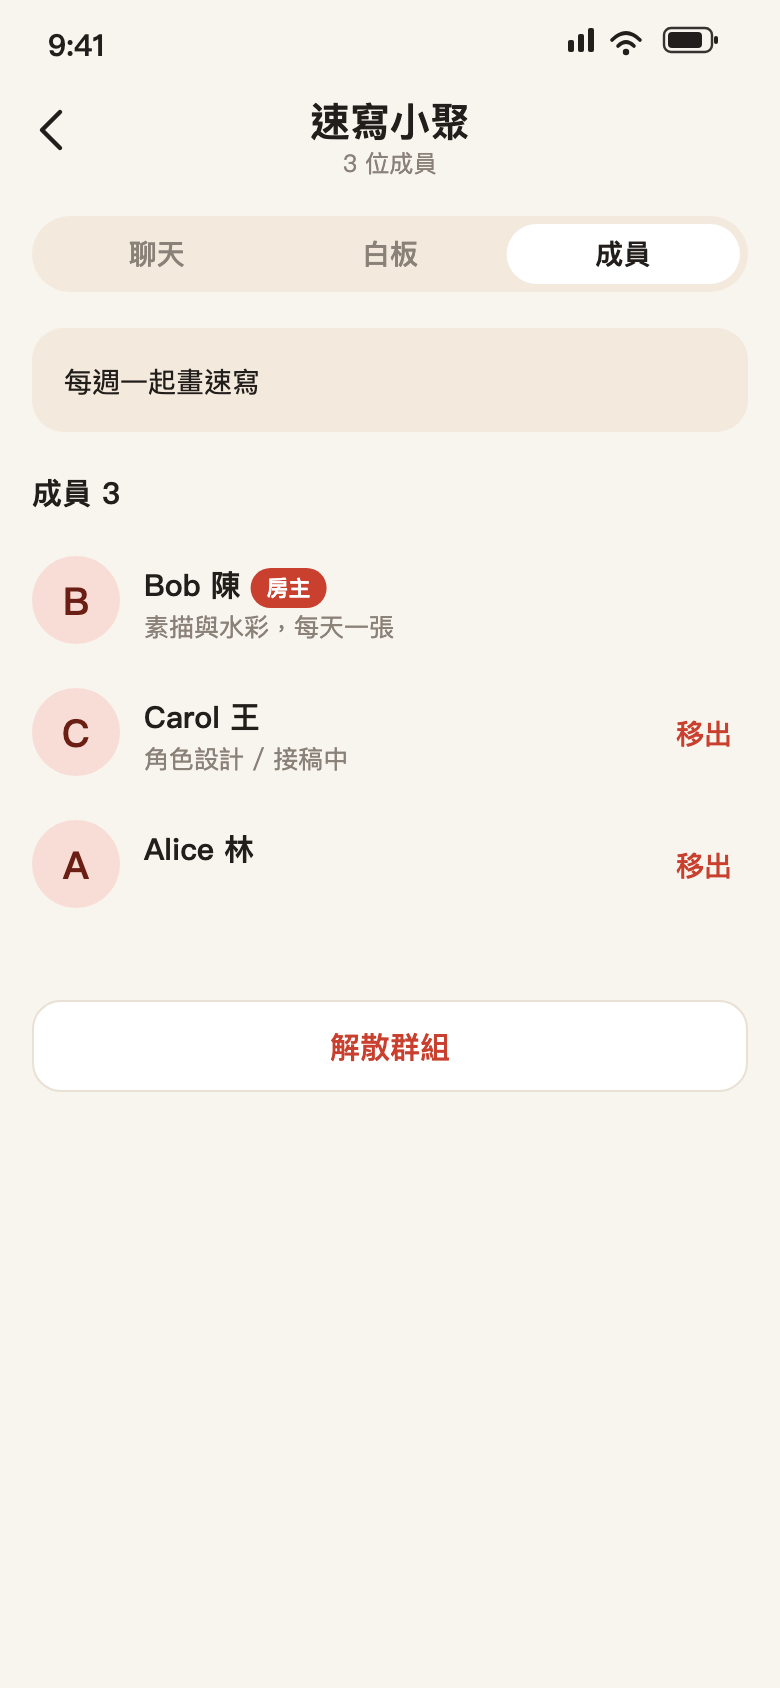 9:41
速寫小聚
3 位成員
聊天 白板 成員
每週一起畫速寫
成員 3
B
Bob 陳 房主
素描與水彩，每天一張
C
Carol 王
角色設計 / 接稿中
移出
A
Alice 林
移出
解散群組